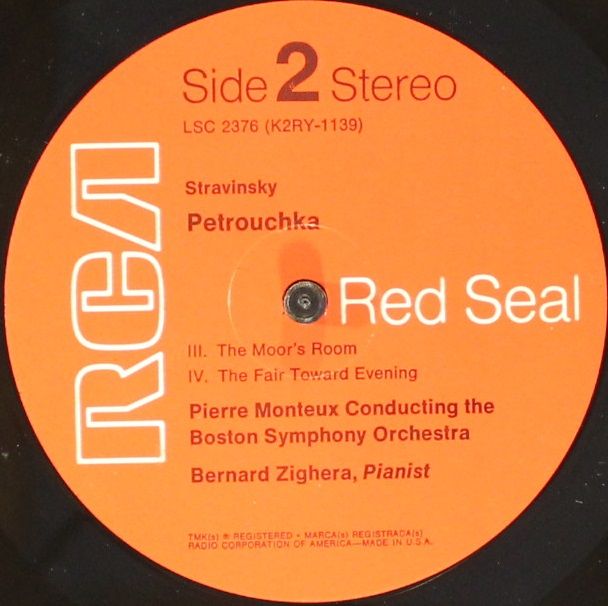 Side 2 Stereo
LSC 2376 (K2RY-1139)
RCA
Stravinsky
Petrouchka
Red Seal
III. The Moor's Room
IV. The Fair Toward Evening
Pierre Monteux Conducting the
Boston Symphony Orchestra
Bernard Zighera, Pianist
TMK(s) ® REGISTERED • MARCA(s) REGISTRADA(s)
RADIO CORPORATION OF AMERICA—MADE IN U.S.A.